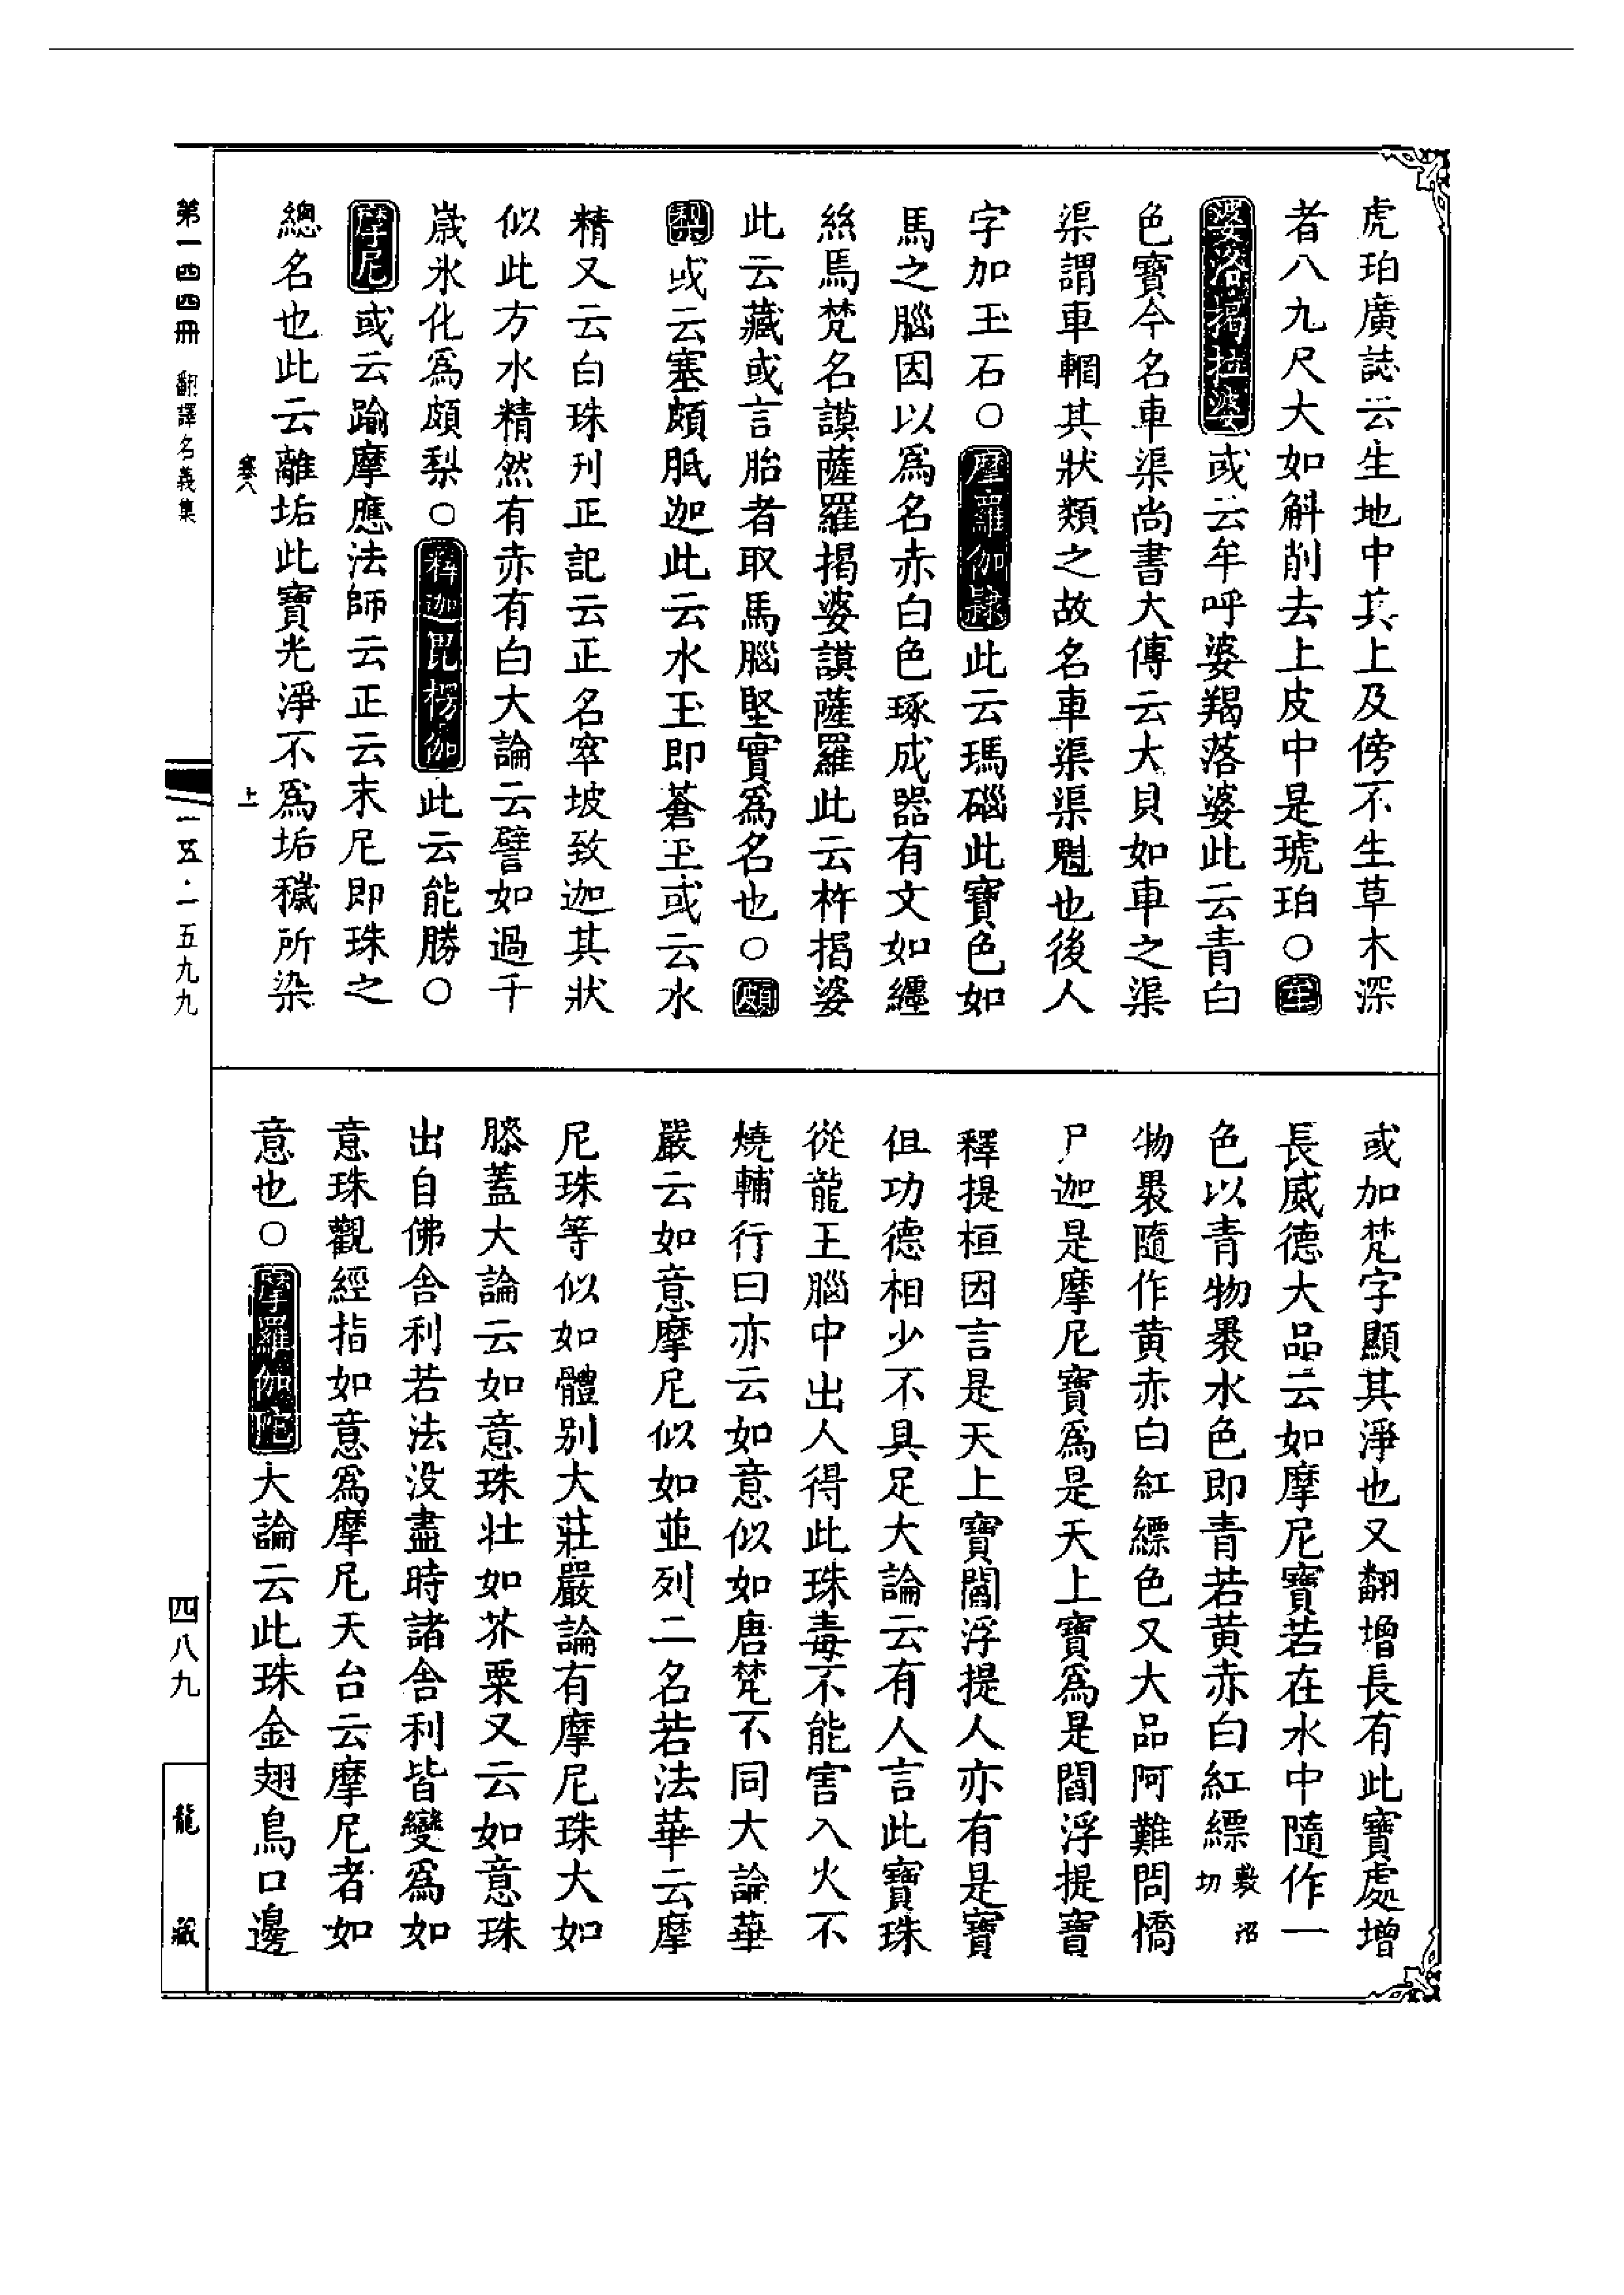 虎珀廣誌云生地中其上及傍不生草木深
者八九尺大如斛削去上皮中是琥珀〇牟
婆洛揭拉婆或云牟呼婆羯落婆此云青白
色寶今名車渠尚書大傳云大貝如車之渠
渠謂車輞其狀類之故名車渠渠魁也後人
字加玉石〇摩羅伽隸此云瑪碯此寶色如
馬之腦因以爲名赤白色琢成器有文如纒
絲馬梵名謨薩羅揭婆謨薩羅此云杵揭婆
此云藏或言胎者取馬腦堅實爲名也〇頗
梨或云塞頗胝迦此云水玉即蒼玉或云水
精又云白珠刊正記云正名窣坡致迦其狀
似此方水精然有赤有白大論云譬如過千
歲氷化爲頗梨〇釋迦毘楞伽此云能勝〇
摩尼或云踰摩應法師云正云末尼即珠之
總名也此云離垢此寶光淨不爲垢穢所染
或加梵字顯其淨也又翻增長有此寶處增
長威德大品云如摩尼寶若在水中隨作一
色以青物裹水色即青若黄赤白紅縹敷沼切
物裹隨作黄赤白紅縹色又大品阿難問憍
尸迦是摩尼寶爲是天上寶爲是閻浮提寶
釋提桓因言是天上寶閻浮提人亦有是寶
但功德相少不具足大論云有人言此寶珠
從龍王腦中出人得此珠毒不能害入火不
燒輔行曰亦云如意似如唐梵不同大論華
嚴云如意摩尼似如並列二名若法華云摩
尼珠等似如體别大莊嚴論有摩尼珠大如
膝蓋大論云如意珠壯如芥粟又云如意珠
出自佛舍利若法没盡時諸舍利皆變爲如
意珠觀經指如意爲摩尼天台云摩尼者如
意也〇摩羅伽陀大論云此珠金翅鳥口邊
第一四四冊 翻譯名義集
卷八 上
一五·一五九九
四八九
龍藏